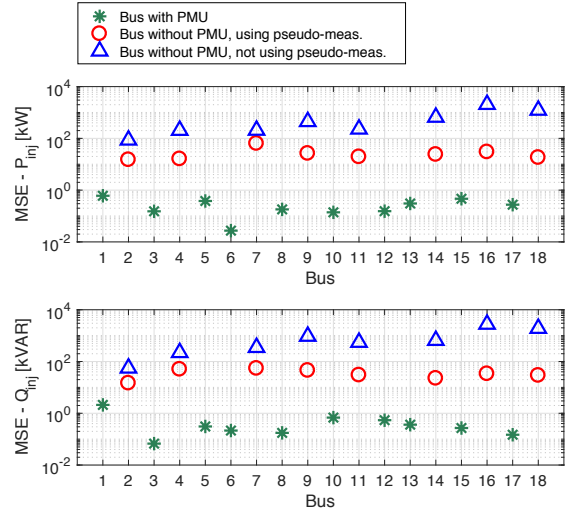 Bus with PMU
Bus without PMU, using pseudo-meas.
Bus without PMU, not using pseudo-meas.
MSE - P_inj [kW]
10^4
10^2
10^0
10^-2
1 2 3 4 5 6 7 8 9 10 11 12 13 14 15 16 17 18
Bus
MSE - Q_inj [kVAR]
10^4
10^2
10^0
10^-2
1 2 3 4 5 6 7 8 9 10 11 12 13 14 15 16 17 18
Bus